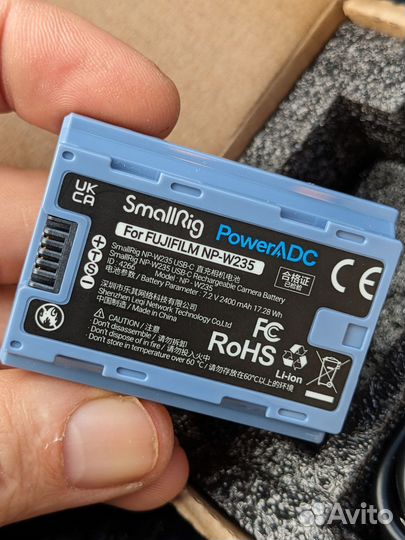 UK
CA
SmallRig PowerADC
For FUJIFILM NP-W235
SmallRig NP-W235 USB-C 直充相机电池
SmallRig NP-W235 USB-C Rechargeable Camera Battery
ID: 4266 Model: NP-W235
电池参数 / Battery Parameter: 7.2 V 2400 mAh 17.28 Wh
深圳市乐其网络科技有限公司
Shenzhen Leqi Network Technology Co., Ltd.
中国制造 / Made in China
Don't disassemble / 请勿拆卸
Don't throw in fire / 请勿投入火中
Don't store in temperature over 60 ℃ / 请勿存放在60℃以上的环境
合格证
已检验
CE
FC
RoHS
Li-ion
+ T S -
Avito